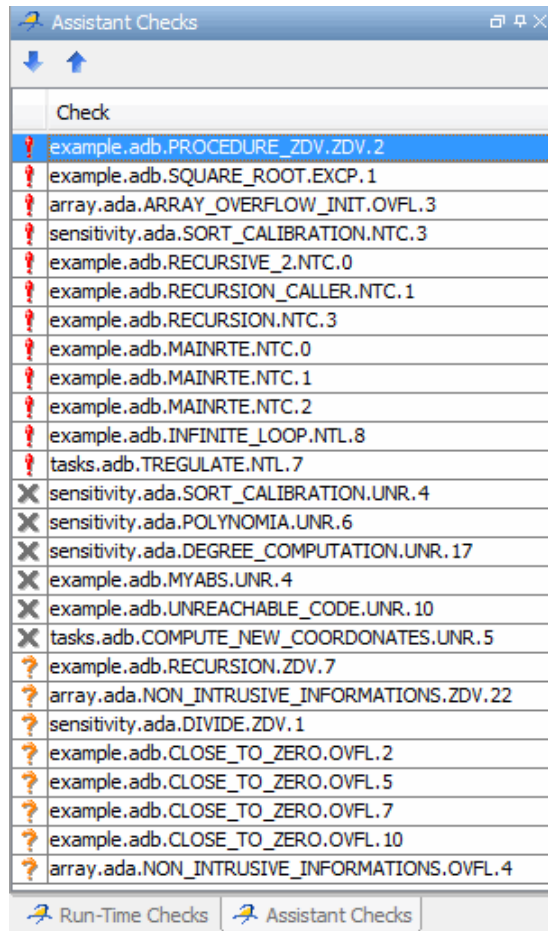 Assistant Checks
Check
example.adb.PROCEDURE_ZDV.ZDV.2
example.adb.SQUARE_ROOT.EXCP.1
array.ada.ARRAY_OVERFLOW_INIT.OVFL.3
sensitivity.ada.SORT_CALIBRATION.NTC.3
example.adb.RECURSIVE_2.NTC.0
example.adb.RECURSION_CALLER.NTC.1
example.adb.RECURSION.NTC.3
example.adb.MAINRTE.NTC.0
example.adb.MAINRTE.NTC.1
example.adb.MAINRTE.NTC.2
example.adb.INFINITE_LOOP.NTL.8
tasks.adb.TREGULATE.NTL.7
sensitivity.ada.SORT_CALIBRATION.UNR.4
sensitivity.ada.POLYNOMIA.UNR.6
sensitivity.ada.DEGREE_COMPUTATION.UNR.17
example.adb.MYABS.UNR.4
example.adb.UNREACHABLE_CODE.UNR.10
tasks.adb.COMPUTE_NEW_COORDONATES.UNR.5
example.adb.RECURSION.ZDV.7
array.ada.NON_INTRUSIVE_INFORMATIONS.ZDV.22
sensitivity.ada.DIVIDE.ZDV.1
example.adb.CLOSE_TO_ZERO.OVFL.2
example.adb.CLOSE_TO_ZERO.OVFL.5
example.adb.CLOSE_TO_ZERO.OVFL.7
example.adb.CLOSE_TO_ZERO.OVFL.10
array.ada.NON_INTRUSIVE_INFORMATIONS.OVFL.4
Run-Time Checks Assistant Checks